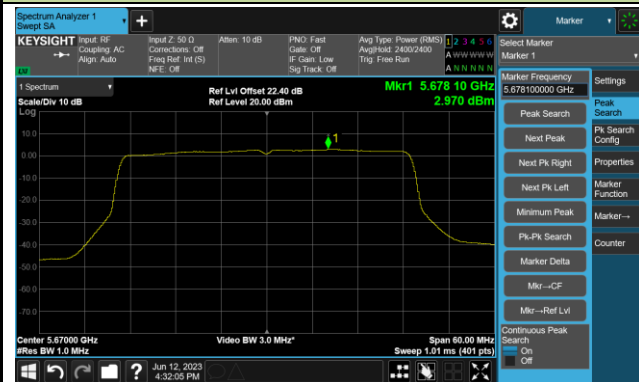 Spectrum Analyzer 1
Swept SA
Marker
KEYSIGHT
Input: RF
Coupling: AC
Align: Auto
Input Z: 50 Ω
Corrections: Off
Freq Ref: Int (S)
NFE: Off
Atten: 10 dB
PNO: Fast
Gate: Off
IF Gain: Low
Sig Track: Off
Avg Type: Power (RMS)
Avg|Hold: 2400/2400
Trig: Free Run
1 2 3 4 5 6
A W W W W W
A N N N N N
LXI
Select Marker
Marker 1
1 Spectrum
Scale/Div 10 dB
Log
Ref Lvl Offset 22.40 dB
Ref Level 20.00 dBm
Mkr1 5.678 10 GHz
2.970 dBm
1
10.0
0.00
-10.0
-20.0
-30.0
-40.0
-50.0
-60.0
-70.0
Center 5.67000 GHz
#Res BW 1.0 MHz
Video BW 3.0 MHz*
Span 60.00 MHz
Sweep 1.01 ms (401 pts)
Marker Frequency
5.678100000 GHz
Peak Search
Next Peak
Next Pk Right
Next Pk Left
Minimum Peak
Pk-Pk Search
Marker Delta
Mkr→CF
Mkr→Ref Lvl
Continuous Peak
Search
On
Off
Settings
Peak
Search
Pk Search
Config
Properties
Marker
Function
Marker→
Counter
?
Jun 12, 2023
4:32:05 PM